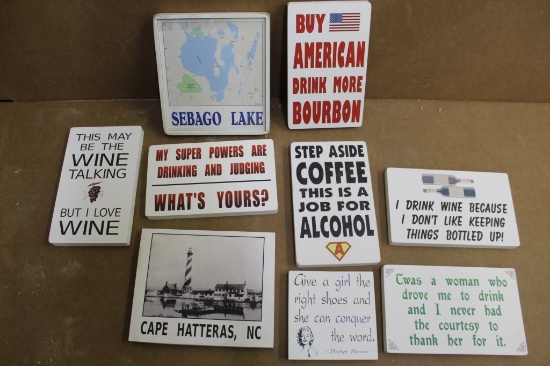 SEBAGO LAKE
BUY
AMERICAN
DRINK MORE
BOURBON
THIS MAY
BE THE
WINE
TALKING
BUT I LOVE
WINE
MY SUPER POWERS ARE
DRINKING AND JUDGING
WHAT'S YOURS?
STEP ASIDE
COFFEE
THIS IS A
JOB FOR
ALCOHOL
A
I DRINK WINE BECAUSE
I DON'T LIKE KEEPING
THINGS BOTTLED UP!
CAPE HATTERAS, NC
Give a girl the
right shoes and
she can conquer
the word.
- Marilyn Monroe
Twas a woman who
drove me to drink
and I never had
the courtesy to
thank her for it.